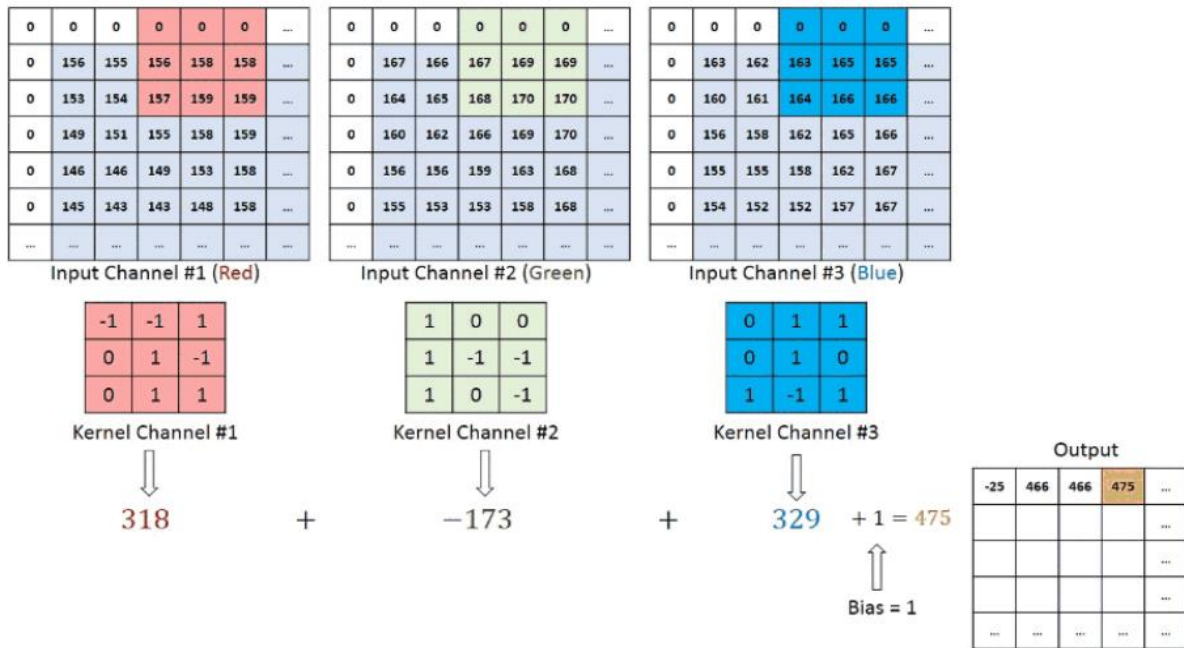 0 0 0 0 0 0 ... 0 0 0 0 0 0 ... 0 0 0 0 0 0 ...
0 156 155 156 158 158 ... 0 167 166 167 169 169 ... 0 163 162 163 165 165 ...
0 153 154 157 159 159 ... 0 164 165 168 170 170 ... 0 160 161 164 166 166 ...
0 149 151 155 158 159 ... 0 160 162 166 169 170 ... 0 156 158 162 165 166 ...
0 146 146 149 153 158 ... 0 156 156 159 163 168 ... 0 155 155 158 162 167 ...
0 145 143 143 148 158 ... 0 155 153 153 158 168 ... 0 154 152 152 157 167 ...
... ... ... ... ... ... ... ... ... ... ... ... ... ... ... ... ... ... ... ... ...
Input Channel #1 (Red) Input Channel #2 (Green) Input Channel #3 (Blue)
-1 -1 1 1 0 0 0 1 1
0 1 -1 1 -1 -1 0 1 0
0 1 1 1 0 -1 1 -1 1
Kernel Channel #1 Kernel Channel #2 Kernel Channel #3
Output
-25 466 466 475 ...
318 + −173 + 329 + 1 = 475
...
...
...
Bias = 1
... ... ... ... ...